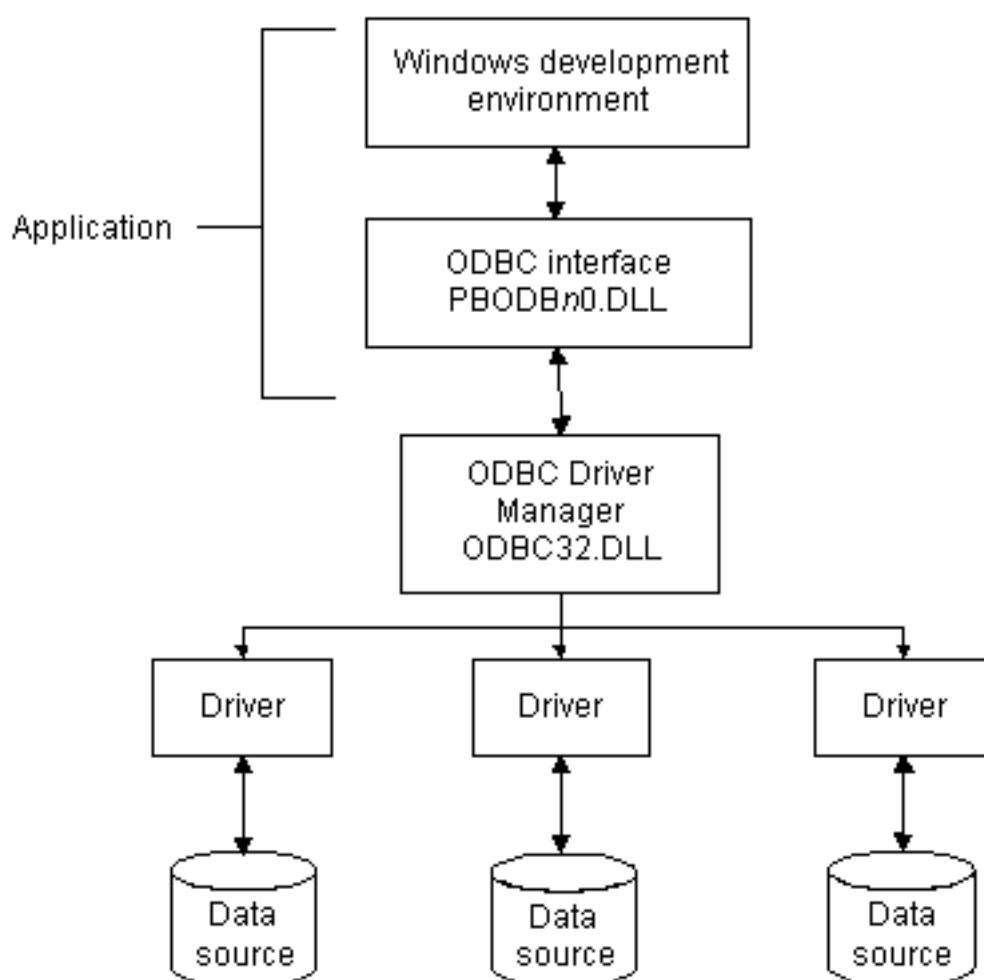 Windows development
environment
Application
ODBC interface
PBODBn0.DLL
ODBC Driver
Manager
ODBC32.DLL
Driver
Driver
Driver
Data
source
Data
source
Data
source